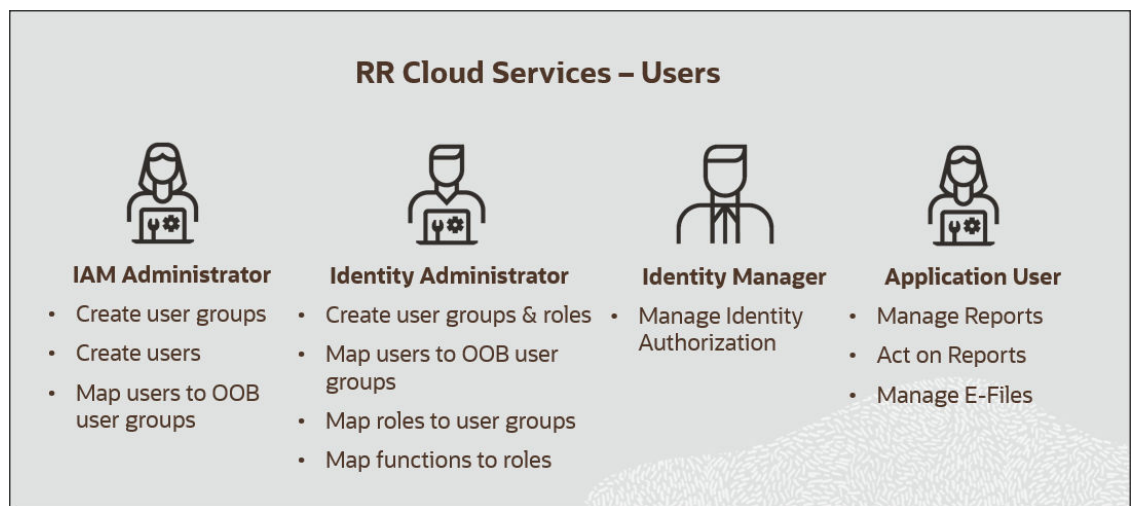 RR Cloud Services – Users
IAM Administrator
• Create user groups
• Create users
• Map users to OOB
user groups
Identity Administrator
• Create user groups & roles
• Map users to OOB user
groups
• Map roles to user groups
• Map functions to roles
Identity Manager
• Manage Identity
Authorization
Application User
• Manage Reports
• Act on Reports
• Manage E-Files